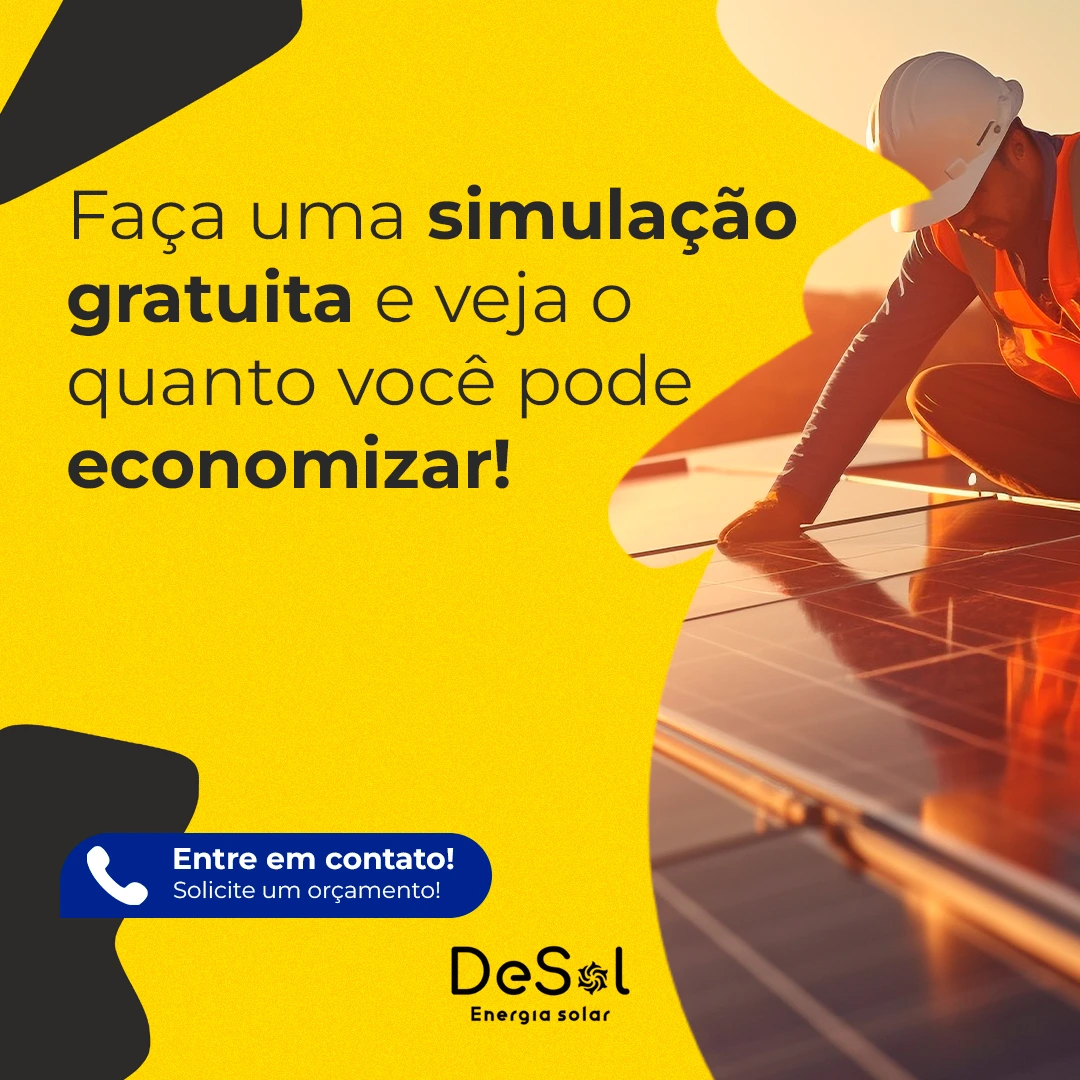 Faça uma simulação
gratuita e veja o
quanto você pode
economizar!
Entre em contato!
Solicite um orçamento!
DeSol
Energia solar